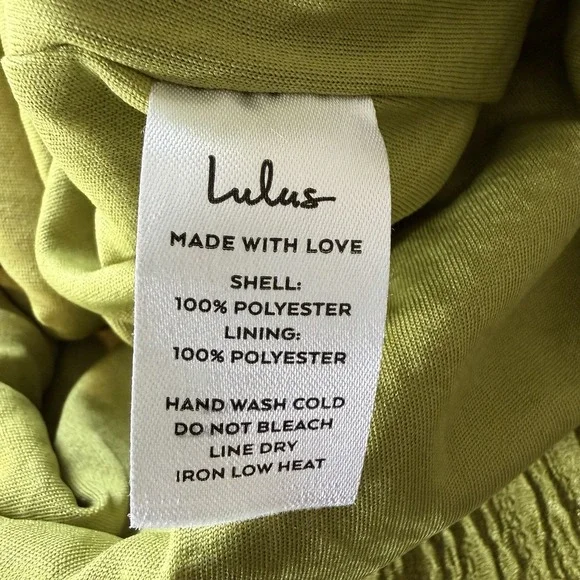 Lulus
MADE WITH LOVE
SHELL:
100% POLYESTER
LINING:
100% POLYESTER
HAND WASH COLD
DO NOT BLEACH
LINE DRY
IRON LOW HEAT